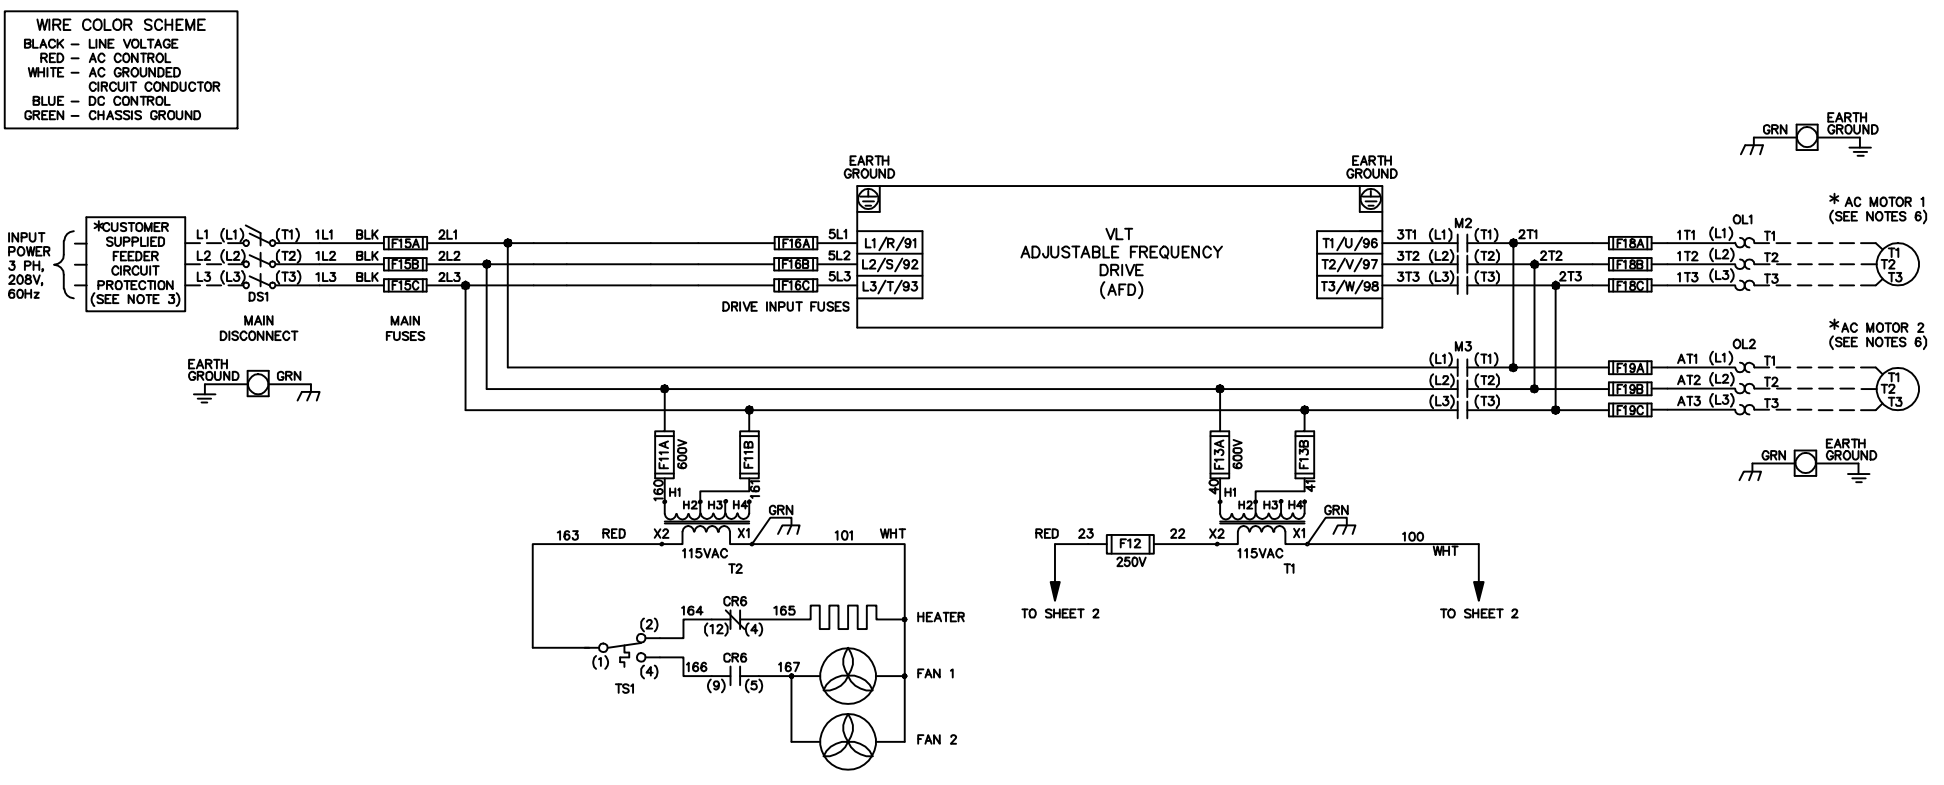 WIRE COLOR SCHEME
BLACK – LINE VOLTAGE
RED – AC CONTROL
WHITE – AC GROUNDED
CIRCUIT CONDUCTOR
BLUE – DC CONTROL
GREEN – CHASSIS GROUND
INPUT
POWER
3 PH,
208V,
60Hz
*CUSTOMER
SUPPLIED
FEEDER
CIRCUIT
PROTECTION
(SEE NOTE 3)
L1 (L1) (T1) 1L1 BLK F15A 2L1
L2 (L2) (T2) 1L2 BLK F15B 2L2
L3 (L3) (T3) 1L3 BLK F15C 2L3
DS1
MAIN
DISCONNECT
MAIN
FUSES
EARTH
GROUND
GRN
F16A 5L1
F16B 5L2
F16C 5L3
DRIVE INPUT FUSES
EARTH
GROUND
EARTH
GROUND
L1/R/91
L2/S/92
L3/T/93
VLT
ADJUSTABLE FREQUENCY
DRIVE
(AFD)
T1/U/96
T2/V/97
T3/W/98
M2
3T1 (L1) (T1) 2T1
3T2 (L2) (T2) 2T2
3T3 (L3) (T3) 2T3
OL1
F18A 1T1 (L1) T1
F18B 1T2 (L2) T2
F18C 1T3 (L3) T3
GRN
EARTH
GROUND
* AC MOTOR 1
(SEE NOTES 6)
T1
T2
T3
M3
(L1) (T1)
(L2) (T2)
(L3) (T3)
OL2
F19A AT1 (L1) T1
F19B AT2 (L2) T2
F19C AT3 (L3) T3
*AC MOTOR 2
(SEE NOTES 6)
T1
T2
T3
GRN
EARTH
GROUND
F11A
600V
F11B
160
161
H1
H2 H3 H4
GRN
163 RED X2 X1 101 WHT
115VAC
T2
F13A
600V
F13B
40
41
H1
H2 H3 H4
GRN
RED 23 F12 22 X2 X1 100
WHT
250V
115VAC
T1
TO SHEET 2
TO SHEET 2
CR6
164 165
(2) (12) (4)
HEATER
(1)
(4)
TS1
CR6
166 167
(9) (5)
FAN 1
FAN 2